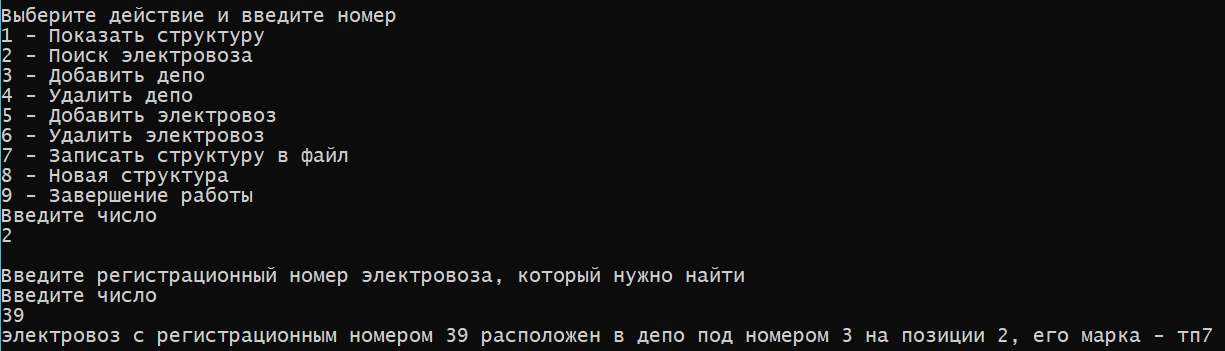 Выберите действие и введите номер
1 - Показать структуру
2 - Поиск электровоза
3 - Добавить депо
4 - Удалить депо
5 - Добавить электровоз
6 - Удалить электровоз
7 - Записать структуру в файл
8 - Новая структура
9 - Завершение работы
Введите число
2
Введите регистрационный номер электровоза, который нужно найти
Введите число
39
электровоз с регистрационным номером 39 расположен в депо под номером 3 на позиции 2, его марка - тп7